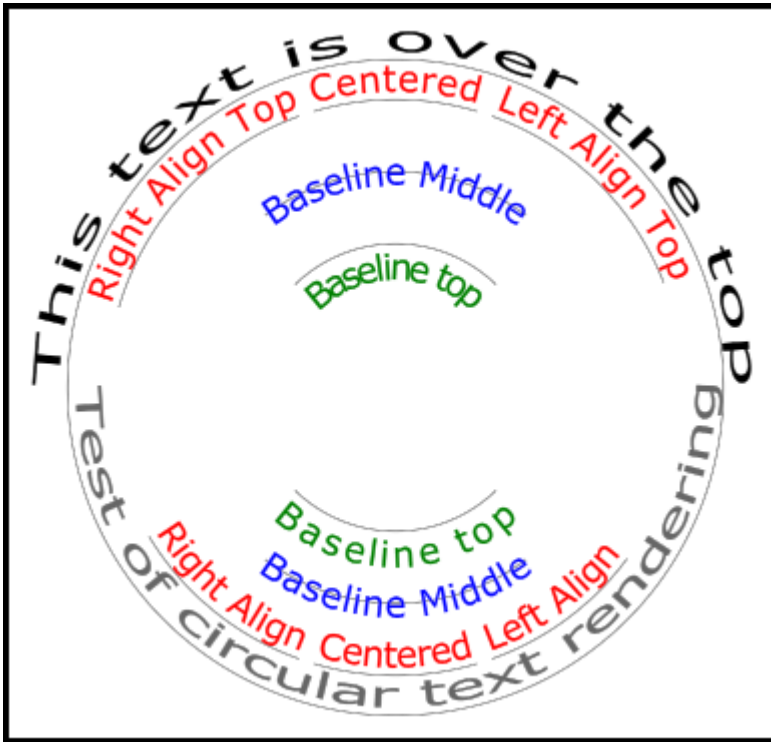 This text is over the top
Right Align Top
Centered
Left Align Top
Baseline Middle
Baseline top
Baseline top
Baseline Middle
Right Align
Centered
Left Align
Test of circular text rendering